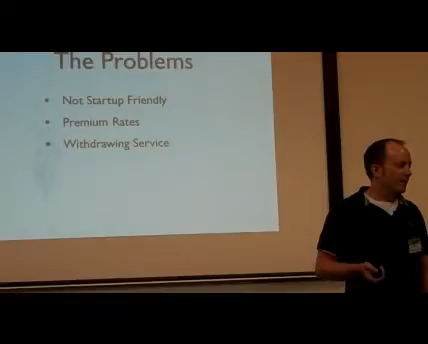 The Problems
• Not Startup Friendly
• Premium Rates
• Withdrawing Service